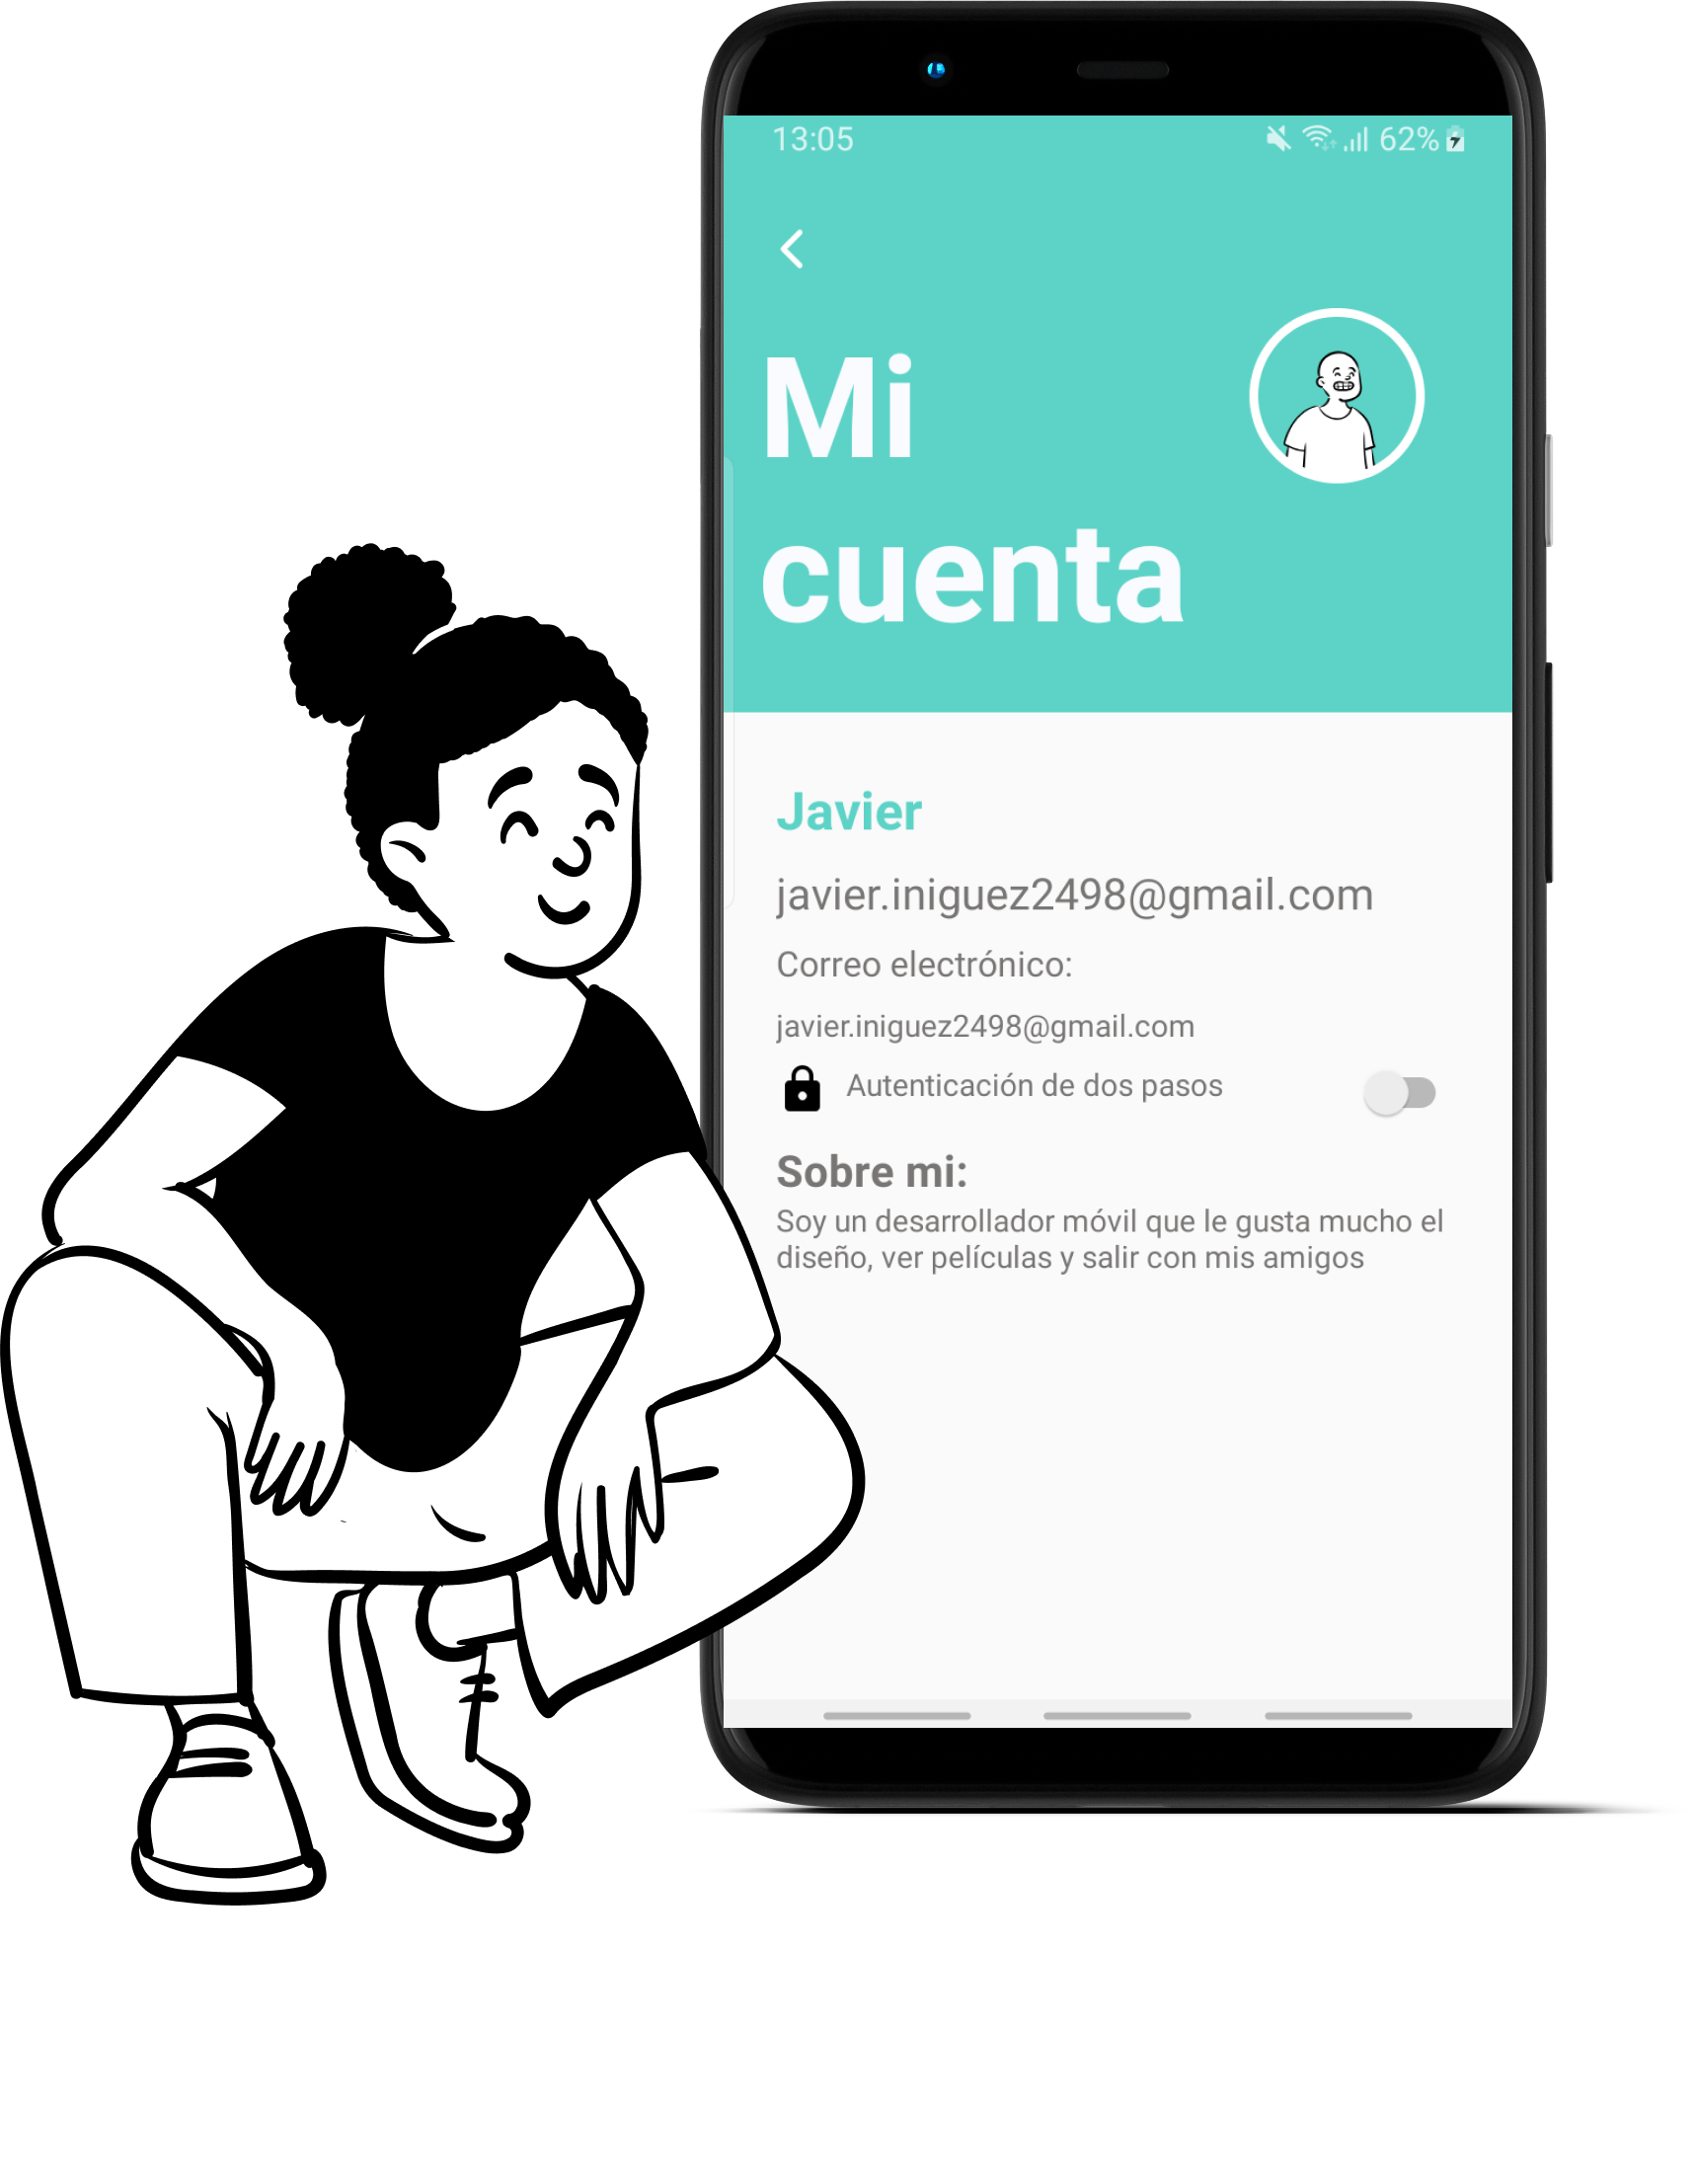 13:05
62%
Mi
cuenta
Javier
javier.iniguez2498@gmail.com
Correo electrónico:
javier.iniguez2498@gmail.com
Autenticación de dos pasos
Sobre mi:
Soy un desarrollador móvil que le gusta mucho el
diseño, ver películas y salir con mis amigos